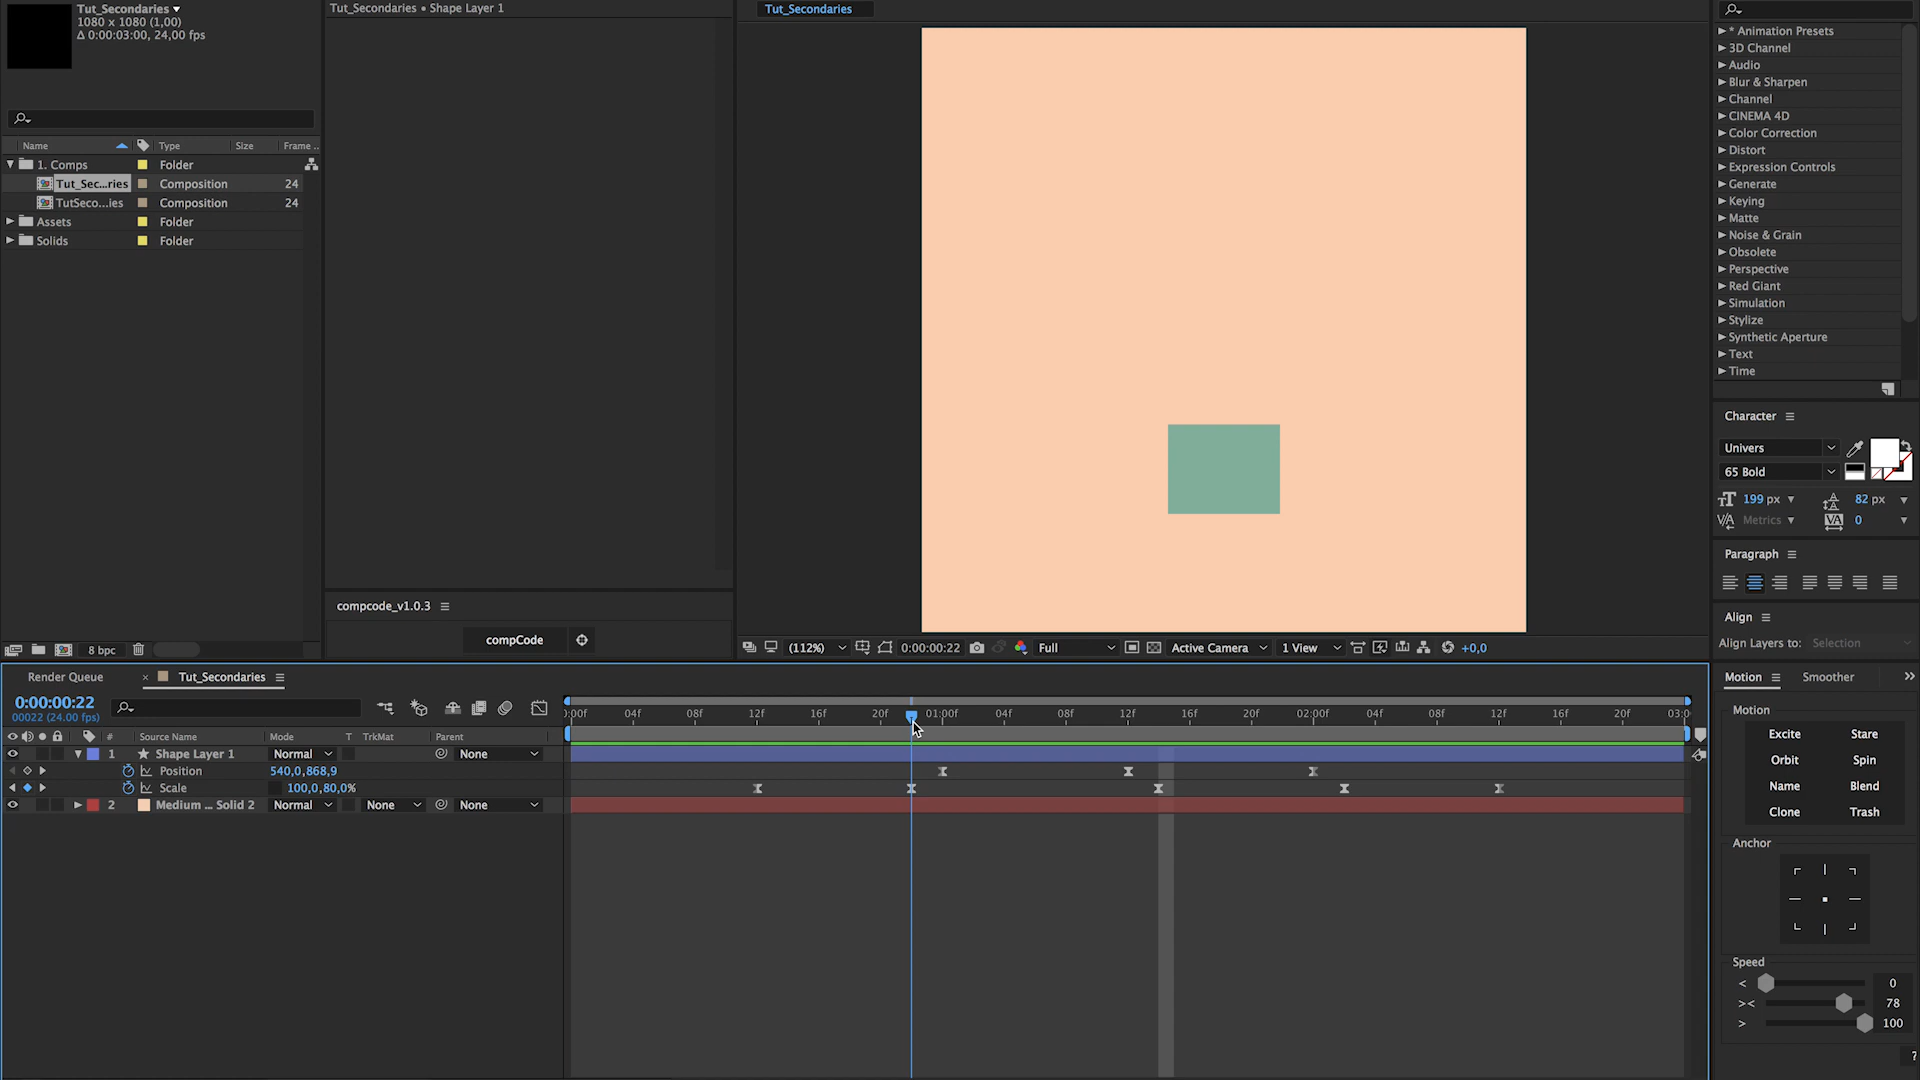 Tut_Secondaries
1080 x 1080 (1,00)
Δ 0:00:03:00, 24,00 fps
Name Type Size Frame ..
1. Comps Folder
Tut_Sec...ries Composition 24
TutSeco...ies Composition 24
Assets Folder
Solids Folder
8 bpc
Tut_Secondaries • Shape Layer 1
compcode_v1.0.3
compCode
Tut_Secondaries
(112%) 0:00:00:22 Full Active Camera 1 View +0,0
* Animation Presets
3D Channel
Audio
Blur & Sharpen
Channel
CINEMA 4D
Color Correction
Distort
Expression Controls
Generate
Keying
Matte
Noise & Grain
Obsolete
Perspective
Red Giant
Simulation
Stylize
Synthetic Aperture
Text
Time
Character
Univers
65 Bold
199 px 82 px
Metrics 0
Paragraph
Align
Align Layers to: Selection
Render Queue Tut_Secondaries
0:00:00:22
00022 (24.00 fps)
:00f 04f 08f 12f 16f 20f 01:00f 04f 08f 12f 16f 20f 02:00f 04f 08f 12f 16f 20f 03:0
# Source Name Mode T TrkMat Parent
1 Shape Layer 1 Normal None
Position 540,0,868,9
Scale 100,0,80,0%
2 Medium ... Solid 2 Normal None None
Motion Smoother
Motion
Excite Stare
Orbit Spin
Name Blend
Clone Trash
Anchor
Speed
< 0
>< 78
> 100
?